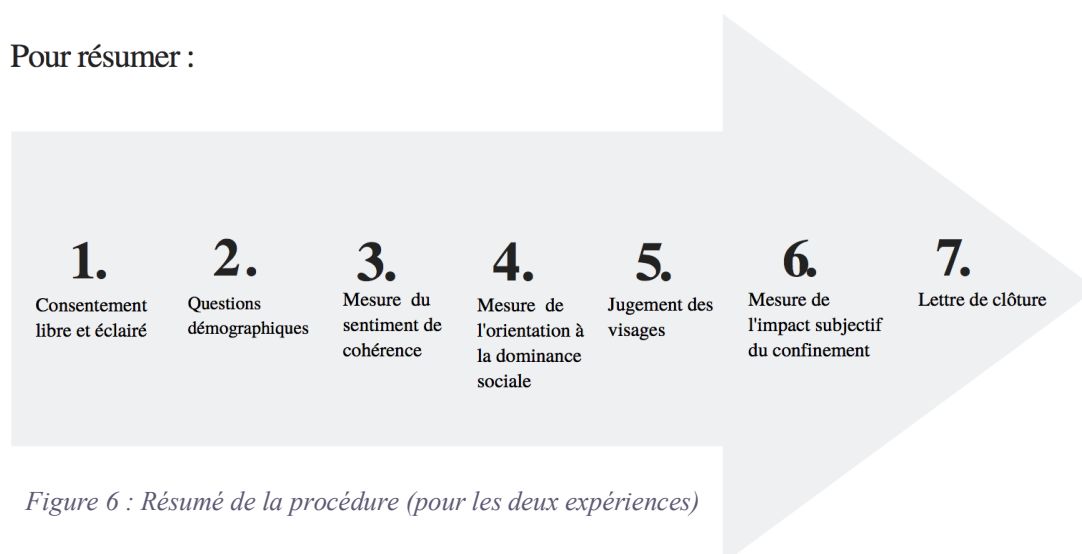 Pour résumer :
1.
Consentement
libre et éclairé
2.
Questions
démographiques
3.
Mesure du
sentiment de
cohérence
4.
Mesure de
l'orientation à
la dominance
sociale
5.
Jugement des
visages
6.
Mesure de
l'impact subjectif
du confinement
7.
Lettre de clôture
Figure 6 : Résumé de la procédure (pour les deux expériences)